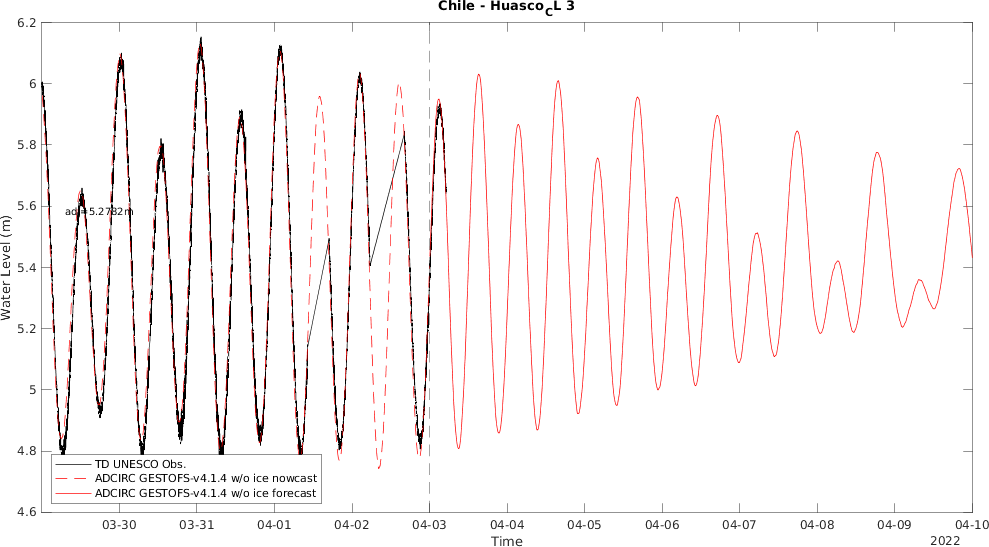 Chile - Huasco_CL 3
6.2
6
5.8
5.6
5.4
5.2
5
4.8
4.6
Water Level (m)
adj=5.2782m
TD UNESCO Obs.
ADCIRC GESTOFS-v4.1.4 w/o ice nowcast
ADCIRC GESTOFS-v4.1.4 w/o ice forecast
03-30 03-31 04-01 04-02 04-03 04-04 04-05 04-06 04-07 04-08 04-09 04-10
Time
2022